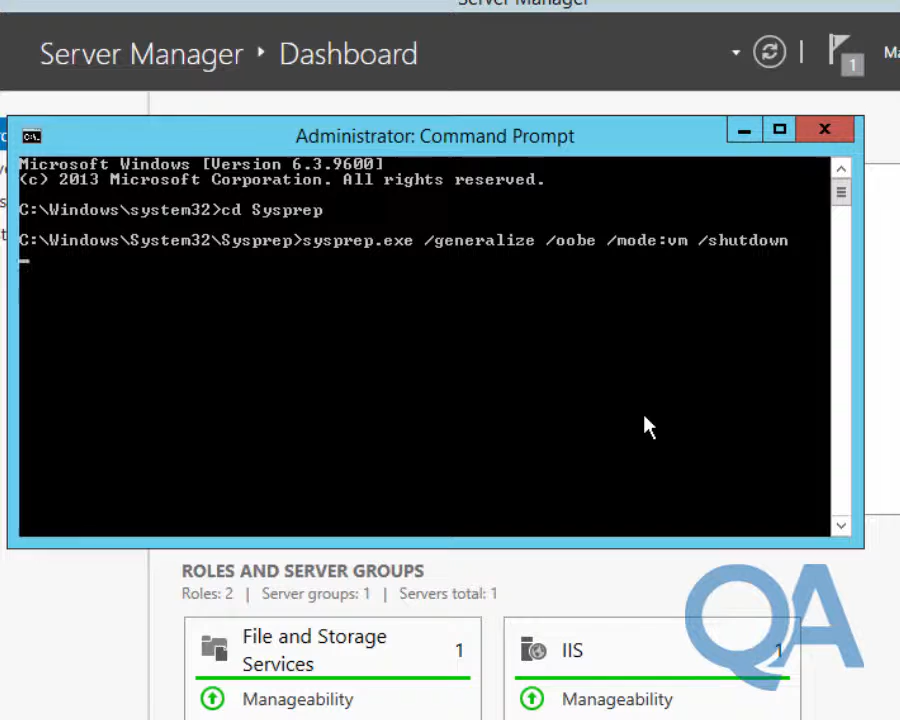 Server Manager
Server Manager ‣ Dashboard
1
Ma
Administrator: Command Prompt
Microsoft Windows [Version 6.3.9600]
(c) 2013 Microsoft Corporation. All rights reserved.
C:\Windows\system32>cd Sysprep
C:\Windows\System32\Sysprep>sysprep.exe /generalize /oobe /mode:vm /shutdown
ROLES AND SERVER GROUPS
Roles: 2 | Server groups: 1 | Servers total: 1
File and Storage
Services
1
IIS
1
Manageability
Manageability
QA